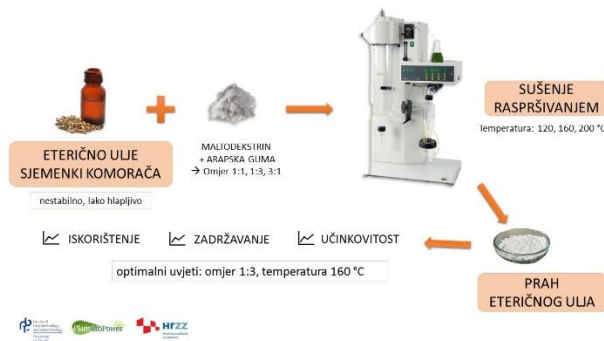 SUŠENJE
RASPRŠIVANJEM
Temperatura: 120, 160, 200 °C
MALTODEKSTRIN
+ ARAPSKA GUMA
→ Omjer 1:1, 1:3, 3:1
ETERIČNO ULJE
SJEMENKI KOMORAČA
nestabilno, lako hlapljivo
ISKORIŠTENJE
ZADRŽAVANJE
UČINKOVITOST
optimalni uvjeti: omjer 1:3, temperatura 160 °C
PRAH
ETERIČNOG ULJA
PlantBioPower
HRZZ